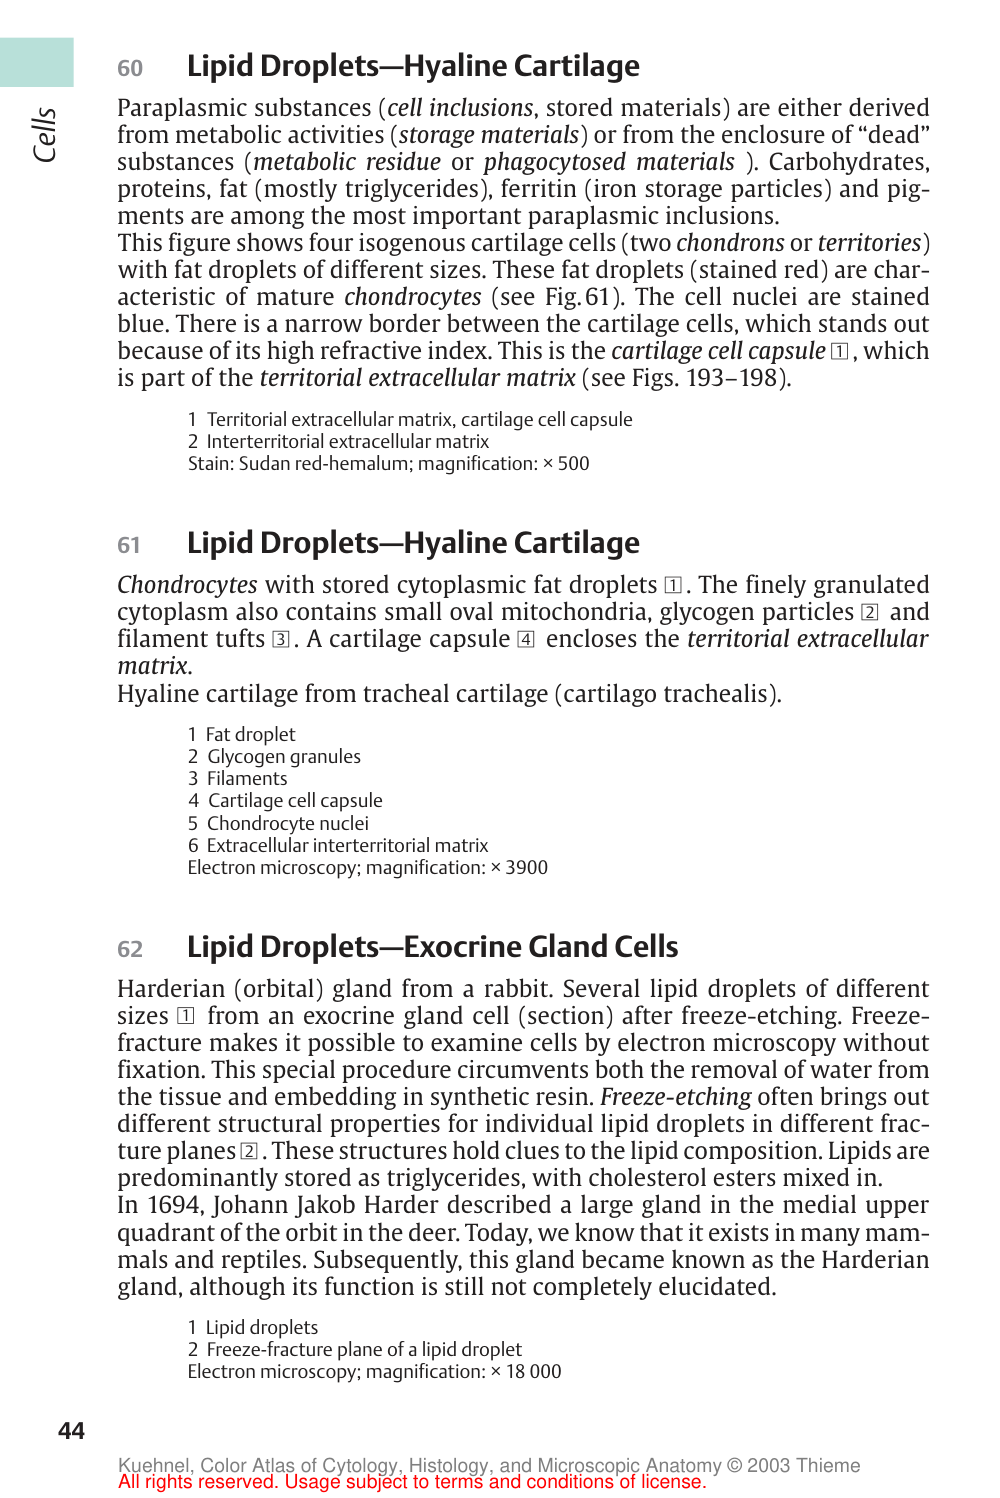 Cells
60 Lipid Droplets—Hyaline Cartilage
Paraplasmic substances (cell inclusions, stored materials) are either derived
from metabolic activities (storage materials) or from the enclosure of “dead”
substances (metabolic residue or phagocytosed materials ). Carbohydrates,
proteins, fat (mostly triglycerides), ferritin (iron storage particles) and pig-
ments are among the most important paraplasmic inclusions.
This figure shows four isogenous cartilage cells (two chondrons or territories)
with fat droplets of different sizes. These fat droplets (stained red) are char-
acteristic of mature chondrocytes (see Fig. 61). The cell nuclei are stained
blue. There is a narrow border between the cartilage cells, which stands out
because of its high refractive index. This is the cartilage cell capsule 1 , which
is part of the territorial extracellular matrix (see Figs. 193–198).
1 Territorial extracellular matrix, cartilage cell capsule
2 Interterritorial extracellular matrix
Stain: Sudan red-hemalum; magnification: × 500
61 Lipid Droplets—Hyaline Cartilage
Chondrocytes with stored cytoplasmic fat droplets 1 . The finely granulated
cytoplasm also contains small oval mitochondria, glycogen particles 2 and
filament tufts 3 . A cartilage capsule 4 encloses the territorial extracellular
matrix.
Hyaline cartilage from tracheal cartilage (cartilago trachealis).
1 Fat droplet
2 Glycogen granules
3 Filaments
4 Cartilage cell capsule
5 Chondrocyte nuclei
6 Extracellular interterritorial matrix
Electron microscopy; magnification: × 3900
62 Lipid Droplets—Exocrine Gland Cells
Harderian (orbital) gland from a rabbit. Several lipid droplets of different
sizes 1 from an exocrine gland cell (section) after freeze-etching. Freeze-
fracture makes it possible to examine cells by electron microscopy without
fixation. This special procedure circumvents both the removal of water from
the tissue and embedding in synthetic resin. Freeze-etching often brings out
different structural properties for individual lipid droplets in different frac-
ture planes 2 . These structures hold clues to the lipid composition. Lipids are
predominantly stored as triglycerides, with cholesterol esters mixed in.
In 1694, Johann Jakob Harder described a large gland in the medial upper
quadrant of the orbit in the deer. Today, we know that it exists in many mam-
mals and reptiles. Subsequently, this gland became known as the Harderian
gland, although its function is still not completely elucidated.
1 Lipid droplets
2 Freeze-fracture plane of a lipid droplet
Electron microscopy; magnification: × 18 000
44
Kuehnel, Color Atlas of Cytology, Histology, and Microscopic Anatomy © 2003 Thieme
All rights reserved. Usage subject to terms and conditions of license.